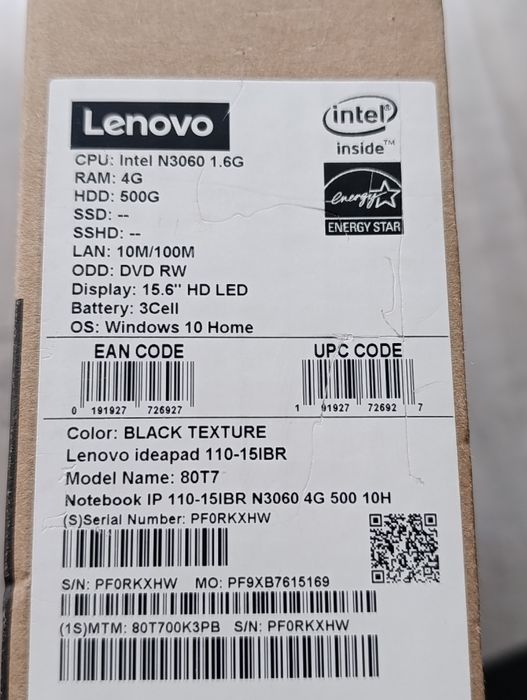 Lenovo
intel
inside™
CPU: Intel N3060 1.6G
RAM: 4G
HDD: 500G
SSD: --
SSHD: --
LAN: 10M/100M
ODD: DVD RW
Display: 15.6" HD LED
Battery: 3Cell
OS: Windows 10 Home
energy
ENERGY STAR
EAN CODE
0 191927 726927
UPC CODE
1 91927 72692 7
Color: BLACK TEXTURE
Lenovo ideapad 110-15IBR
Model Name: 80T7
Notebook IP 110-15IBR N3060 4G 500 10H
(S)Serial Number: PF0RKXHW
S/N: PF0RKXHW MO: PF9XB7615169
(1S)MTM: 80T700K3PB S/N: PF0RKXHW